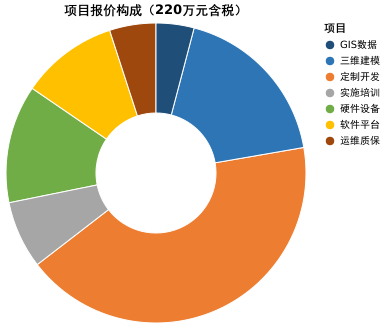 项目报价构成（220万元含税）
项目
GIS数据
三维建模
定制开发
实施培训
硬件设备
软件平台
运维质保